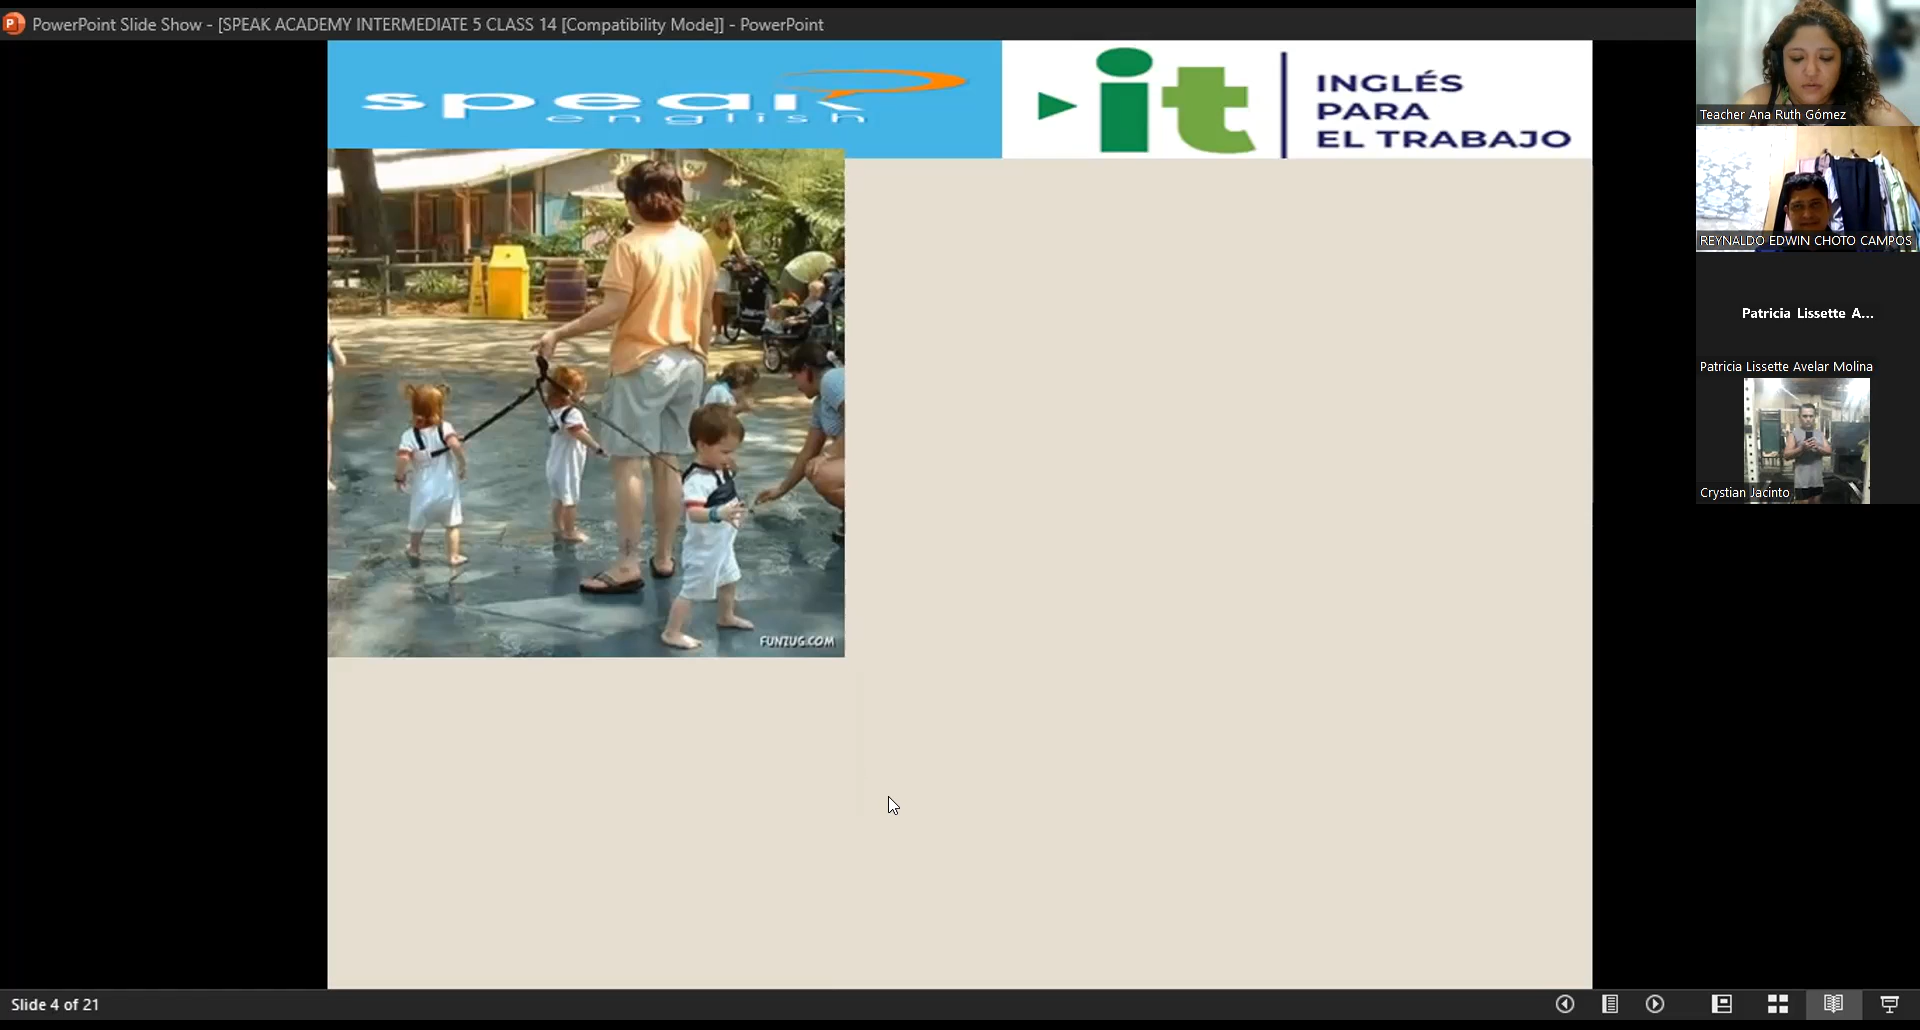 PowerPoint Slide Show - [SPEAK ACADEMY INTERMEDIATE 5 CLASS 14 [Compatibility Mode]] - PowerPoint
speak
english
it
INGLÉS
PARA
EL TRABAJO
FUNZUG.COM
Teacher Ana Ruth Gómez
REYNALDO EDWIN CHOTO CAMPOS
Patricia Lissette A...
Patricia Lissette Avelar Molina
Crystian Jacinto
Slide 4 of 21